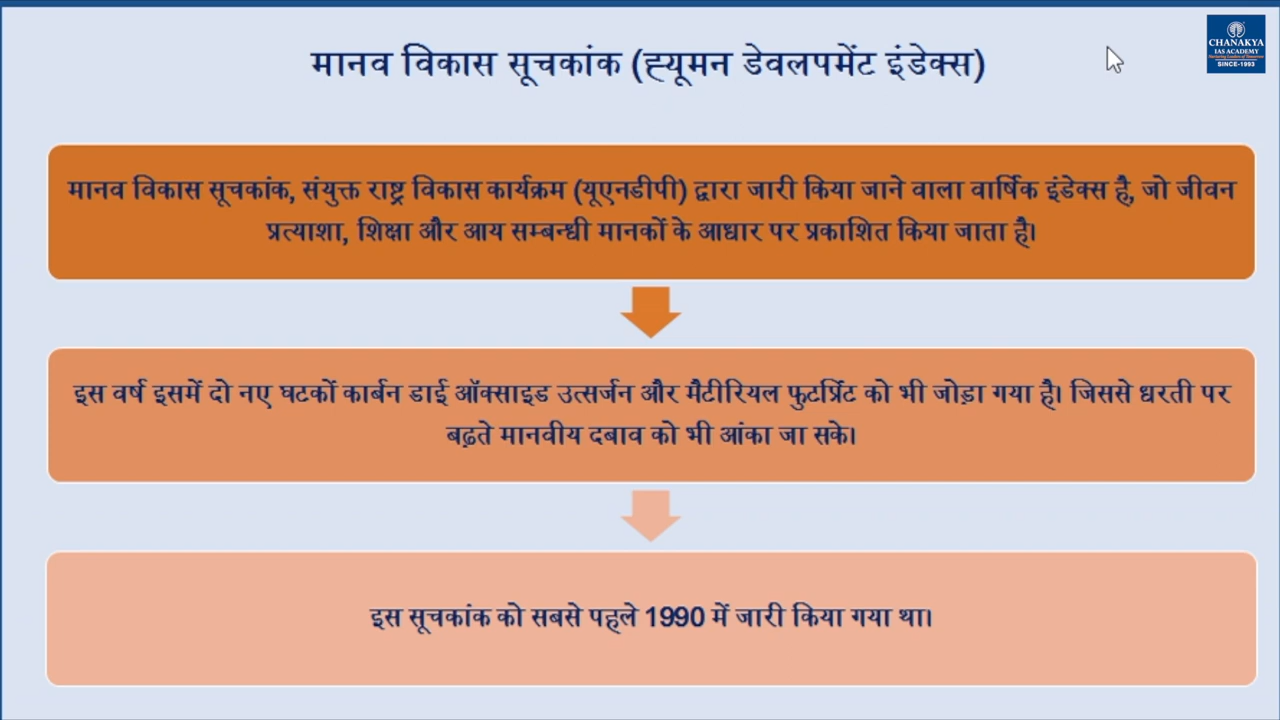 मानव विकास सूचकांक (ह्यूमन डेवलपमेंट इंडेक्स)
CHANAKYA
IAS ACADEMY
SINCE-1993
मानव विकास सूचकांक, संयुक्त राष्ट्र विकास कार्यक्रम (यूएनडीपी) द्वारा जारी किया जाने वाला वार्षिक इंडेक्स है, जो जीवन
प्रत्याशा, शिक्षा और आय सम्बन्धी मानकों के आधार पर प्रकाशित किया जाता है।
इस वर्ष इसमें दो नए घटकों कार्बन डाई ऑक्साइड उत्सर्जन और मैटीरियल फुटप्रिंट को भी जोड़ा गया है। जिससे धरती पर
बढ़ते मानवीय दबाव को भी आंका जा सके।
इस सूचकांक को सबसे पहले 1990 में जारी किया गया था।